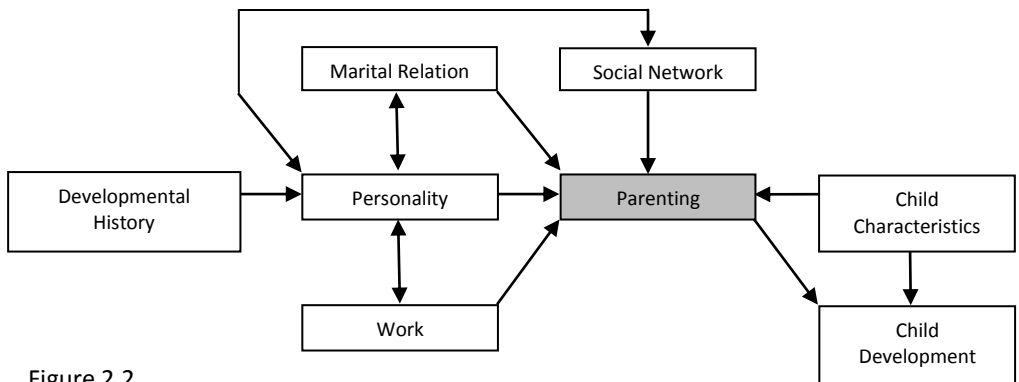 Marital Relation
Social Network
Developmental
History
Personality
Parenting
Child
Characteristics
Work
Child
Development
Figure 2.2